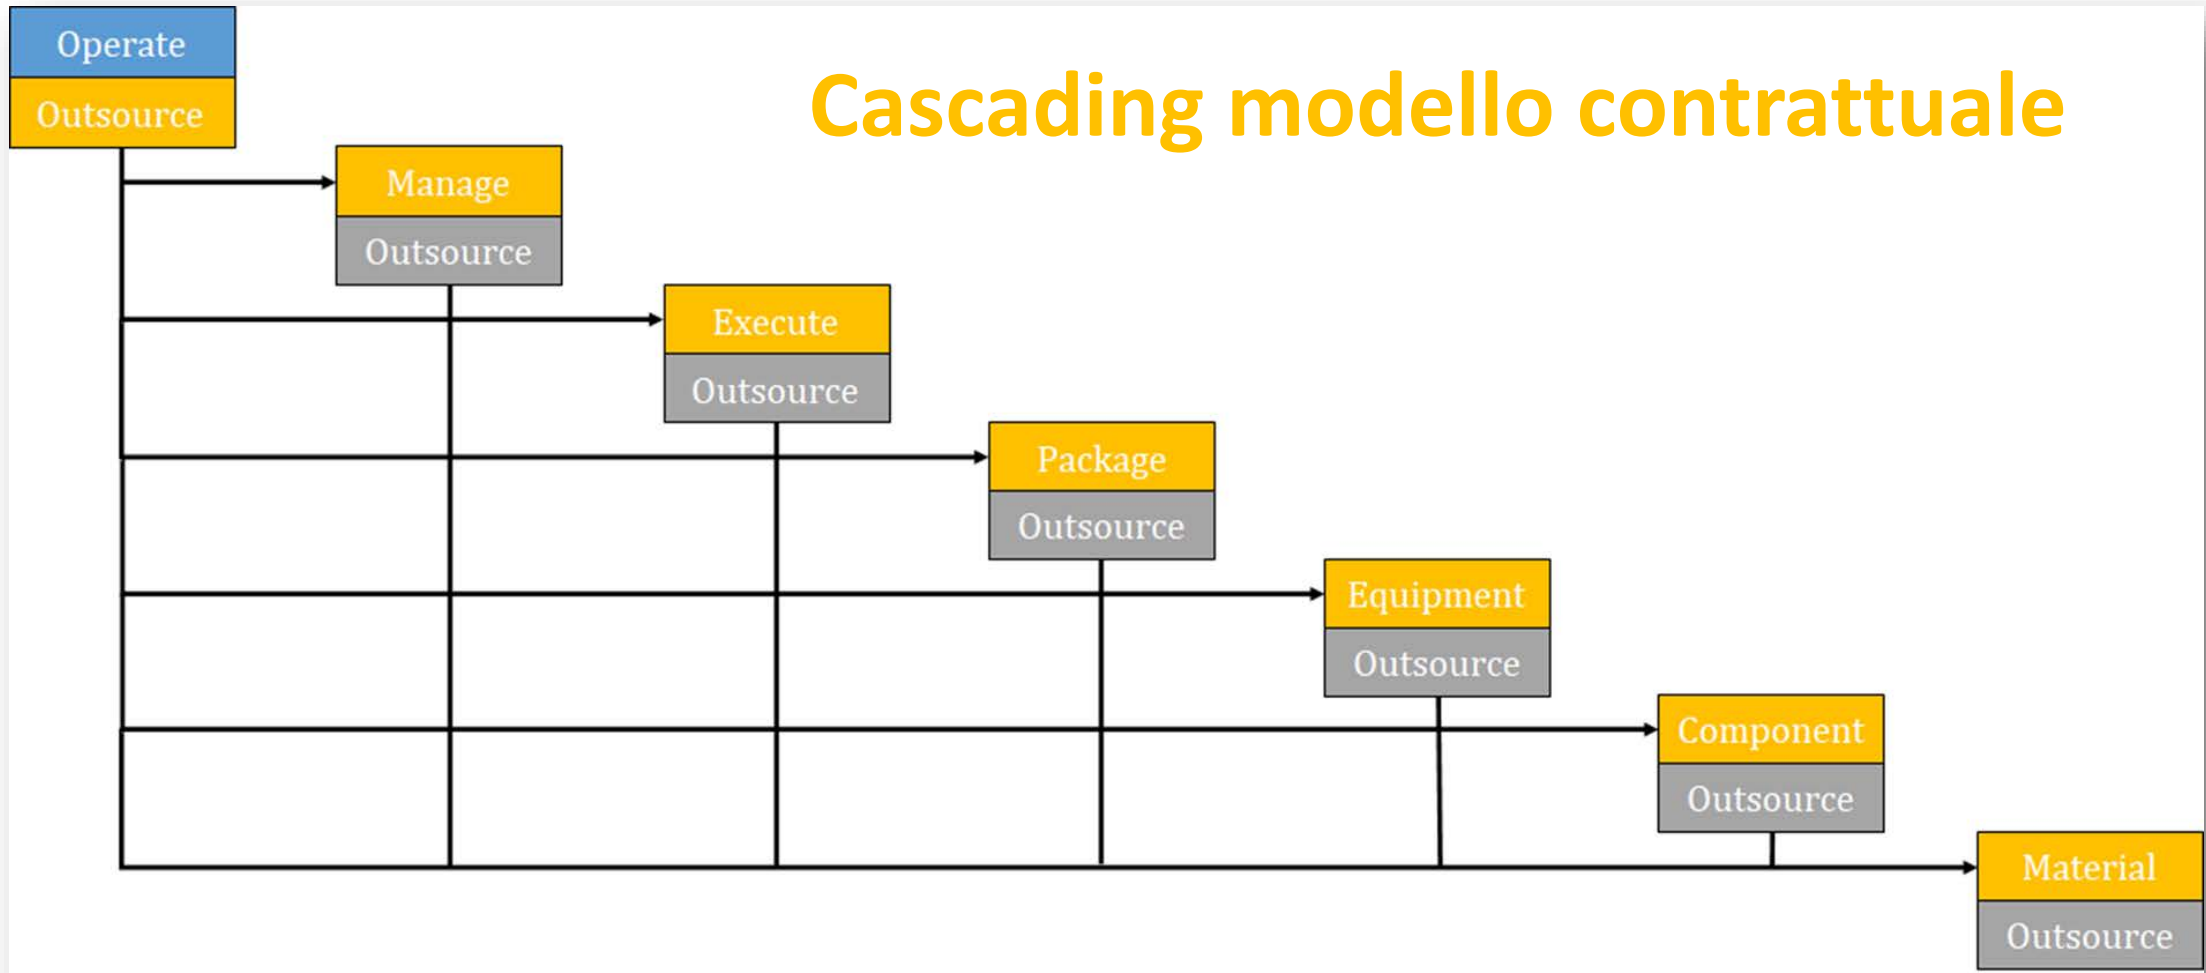 Operate
Outsource
Cascading modello contrattuale
Manage
Outsource
Execute
Outsource
Package
Outsource
Equipment
Outsource
Component
Outsource
Material
Outsource